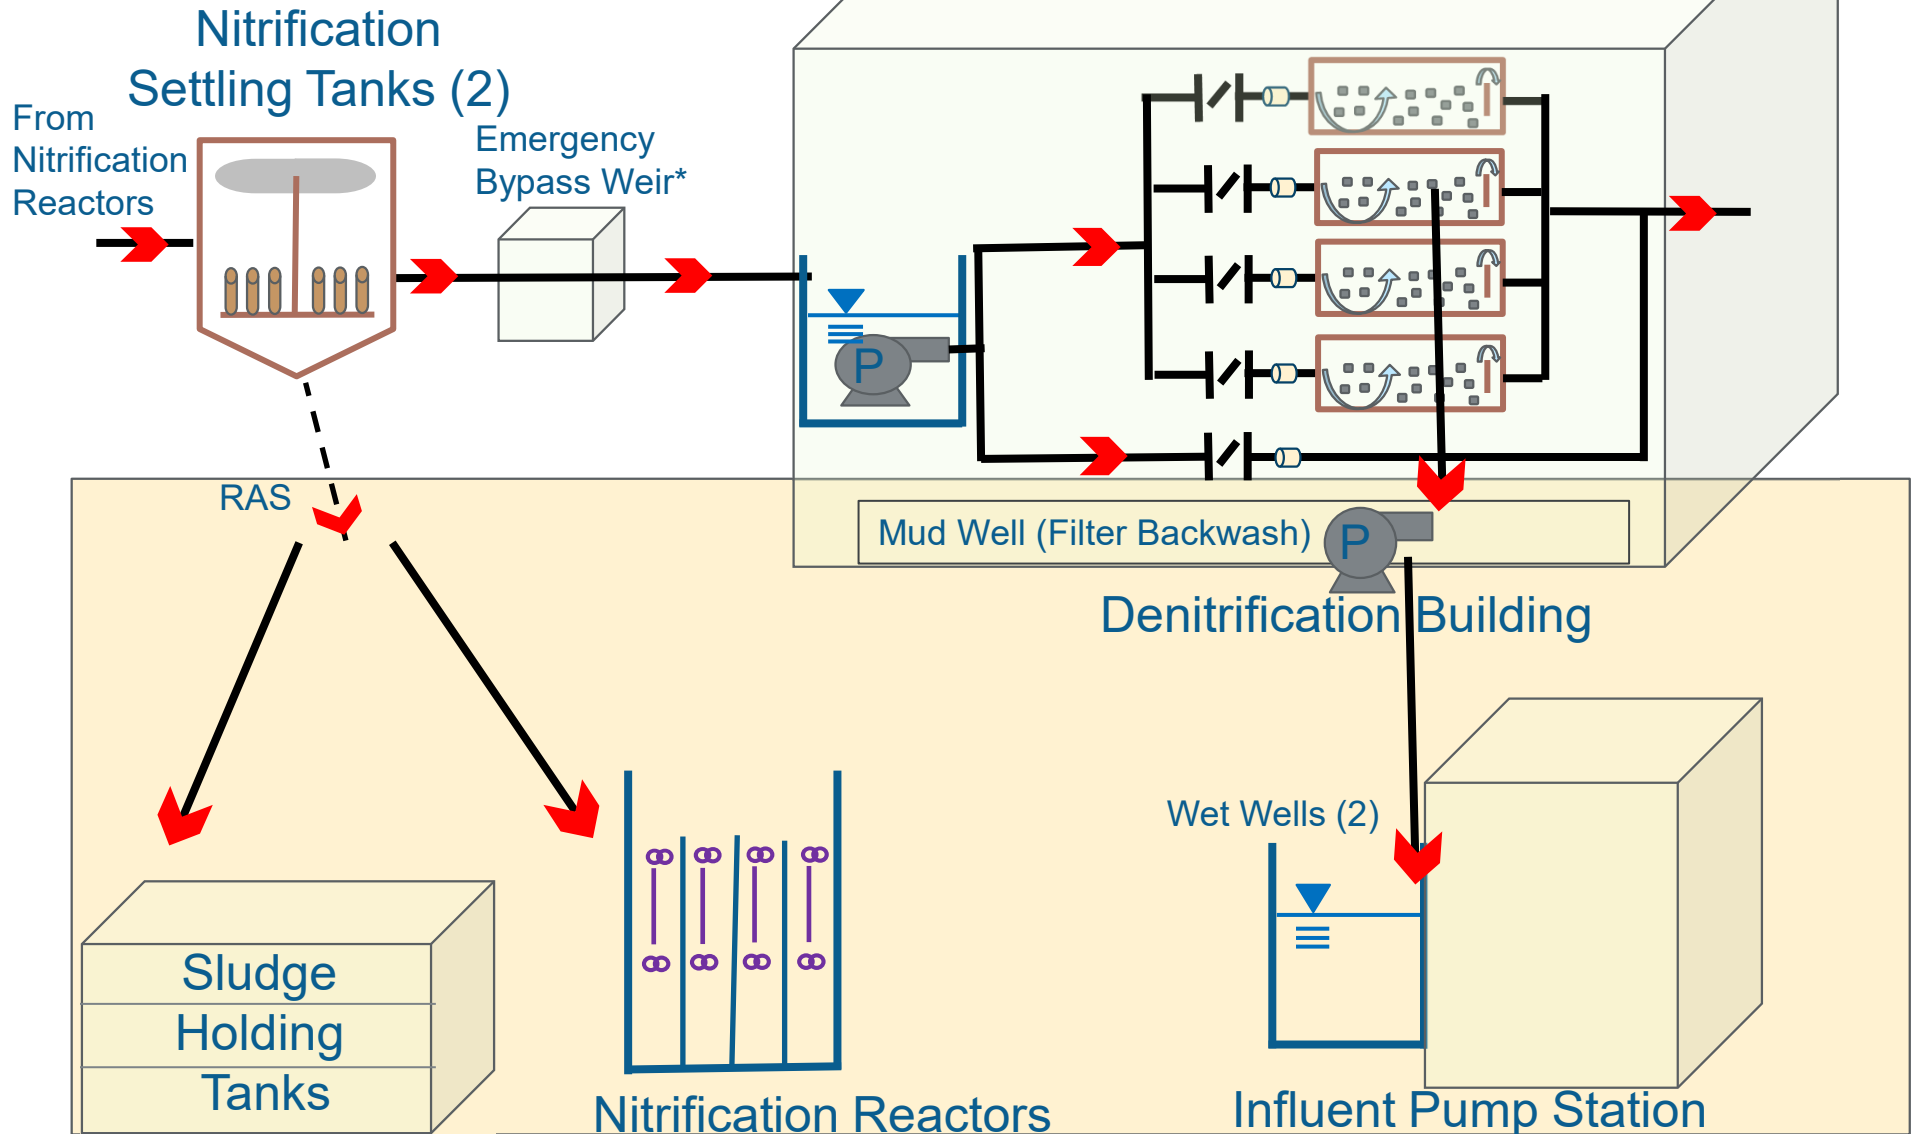 Nitrification
Settling Tanks (2)
From
Nitrification
Reactors
Emergency
Bypass Weir*
P
RAS
Mud Well (Filter Backwash)
P
Denitrification Building
Wet Wells (2)
Sludge
Holding
Tanks
Nitrification Reactors
Influent Pump Station